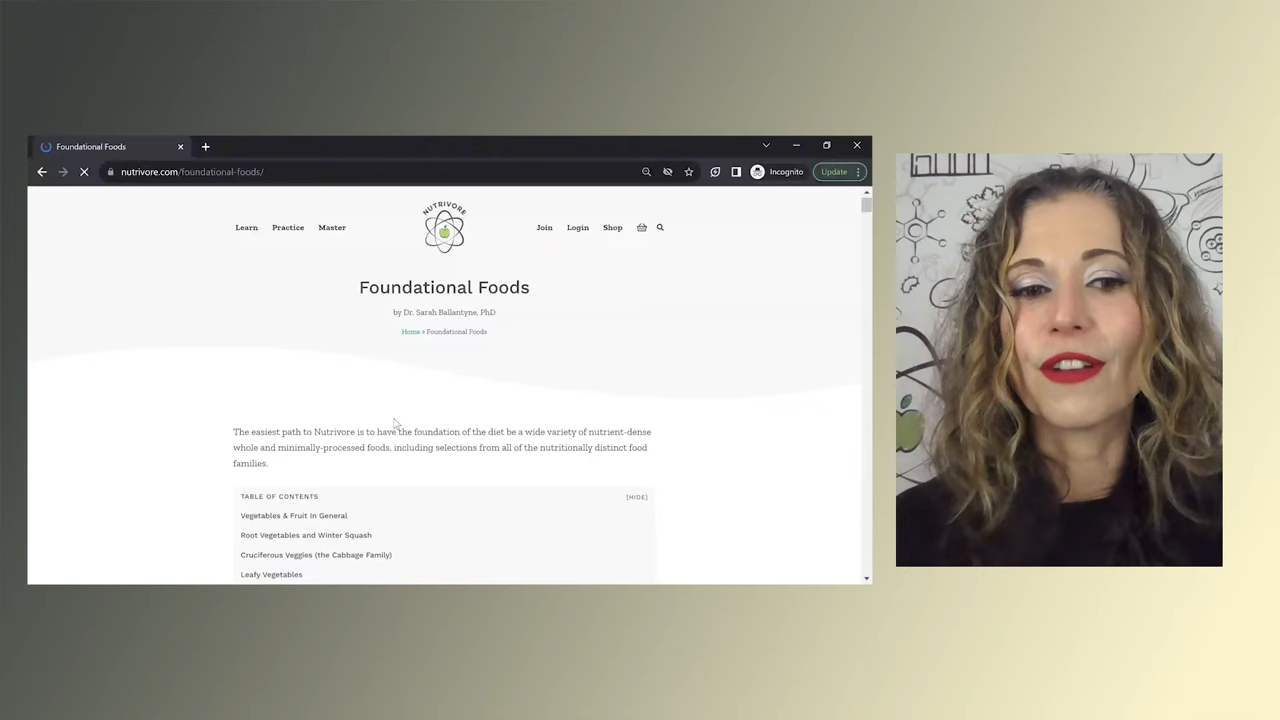 Foundational Foods
nutrivore.com/foundational-foods/
Incognito
Update
Learn
Practice
Master
NUTRIVORE
Join
Login
Shop
Foundational Foods
by Dr. Sarah Ballantyne, PhD
Home » Foundational Foods
The easiest path to Nutrivore is to have the foundation of the diet be a wide variety of nutrient-dense
whole and minimally-processed foods, including selections from all of the nutritionally distinct food
families.
TABLE OF CONTENTS
[HIDE]
Vegetables & Fruit In General
Root Vegetables and Winter Squash
Cruciferous Veggies (the Cabbage Family)
Leafy Vegetables